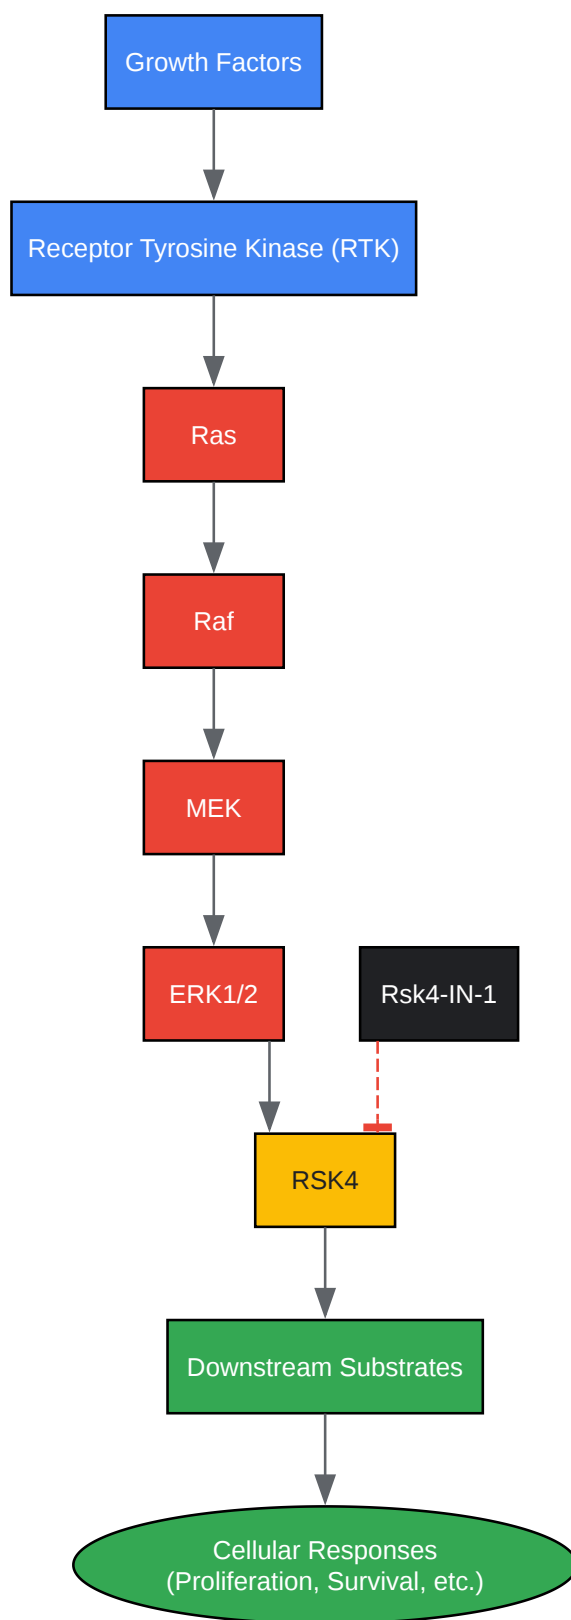 Growth Factors
Receptor Tyrosine Kinase (RTK)
Ras
Raf
MEK
ERK1/2
Rsk4-IN-1
RSK4
Downstream Substrates
Cellular Responses
(Proliferation, Survival, etc.)